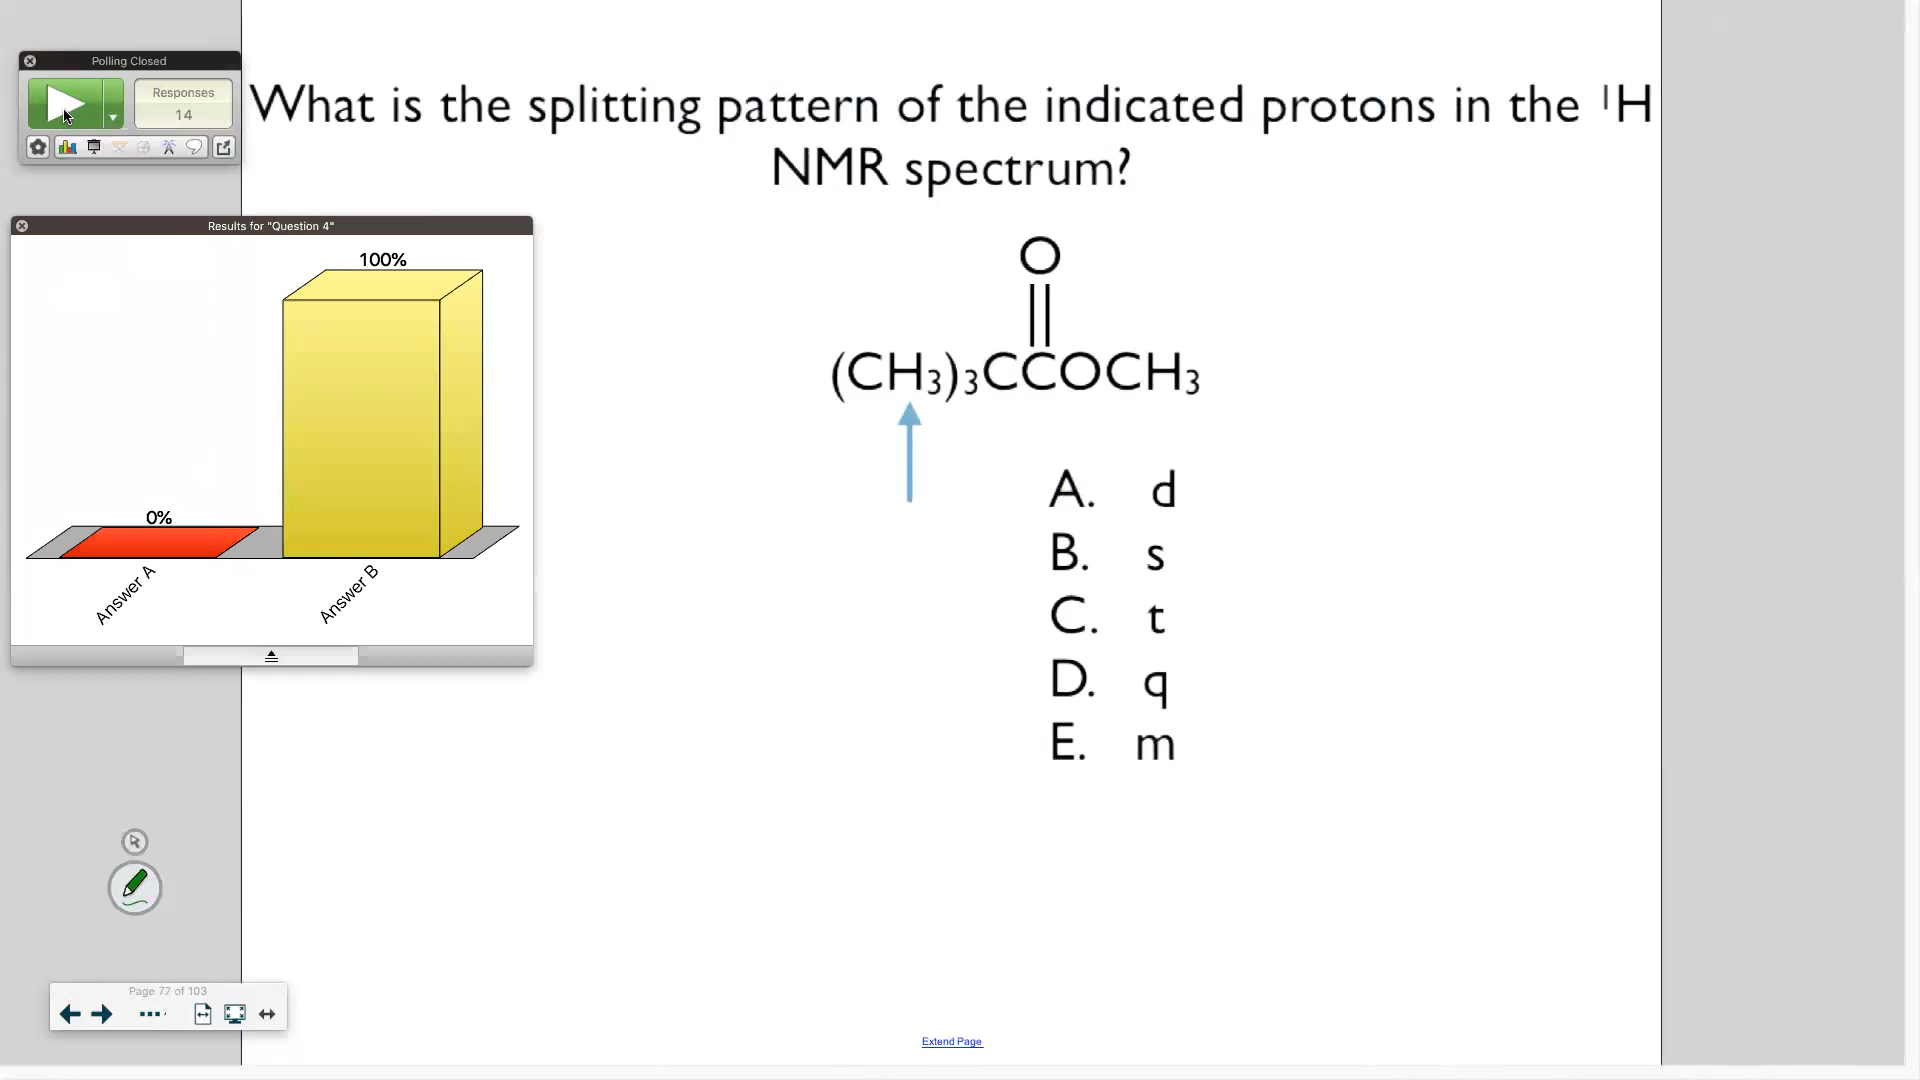 Polling Closed
Responses
14
What is the splitting pattern of the indicated protons in the ¹H
NMR spectrum?
Results for "Question 4"
100%
0%
Answer A
Answer B
O
(CH₃)₃CCOCH₃
A. d
B. s
C. t
D. q
E. m
Page 77 of 103
Extend Page